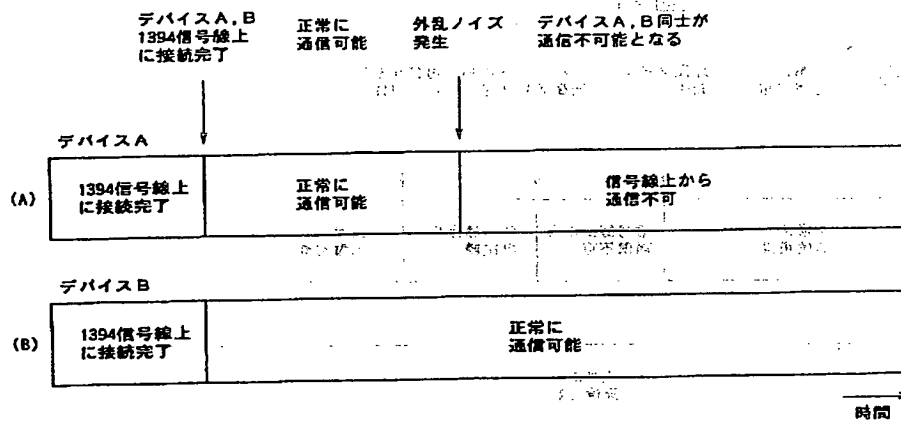 デバイスA,B
1394信号線上
に接続完了
正常に
通信可能
外乱ノイズ
発生
デバイスA,B同士が
通信不可能となる
デバイスA
(A)
1394信号線上
に接続完了
正常に
通信可能
信号線上から
通信不可
デバイスB
(B)
1394信号線上
に接続完了
正常に
通信可能
時間